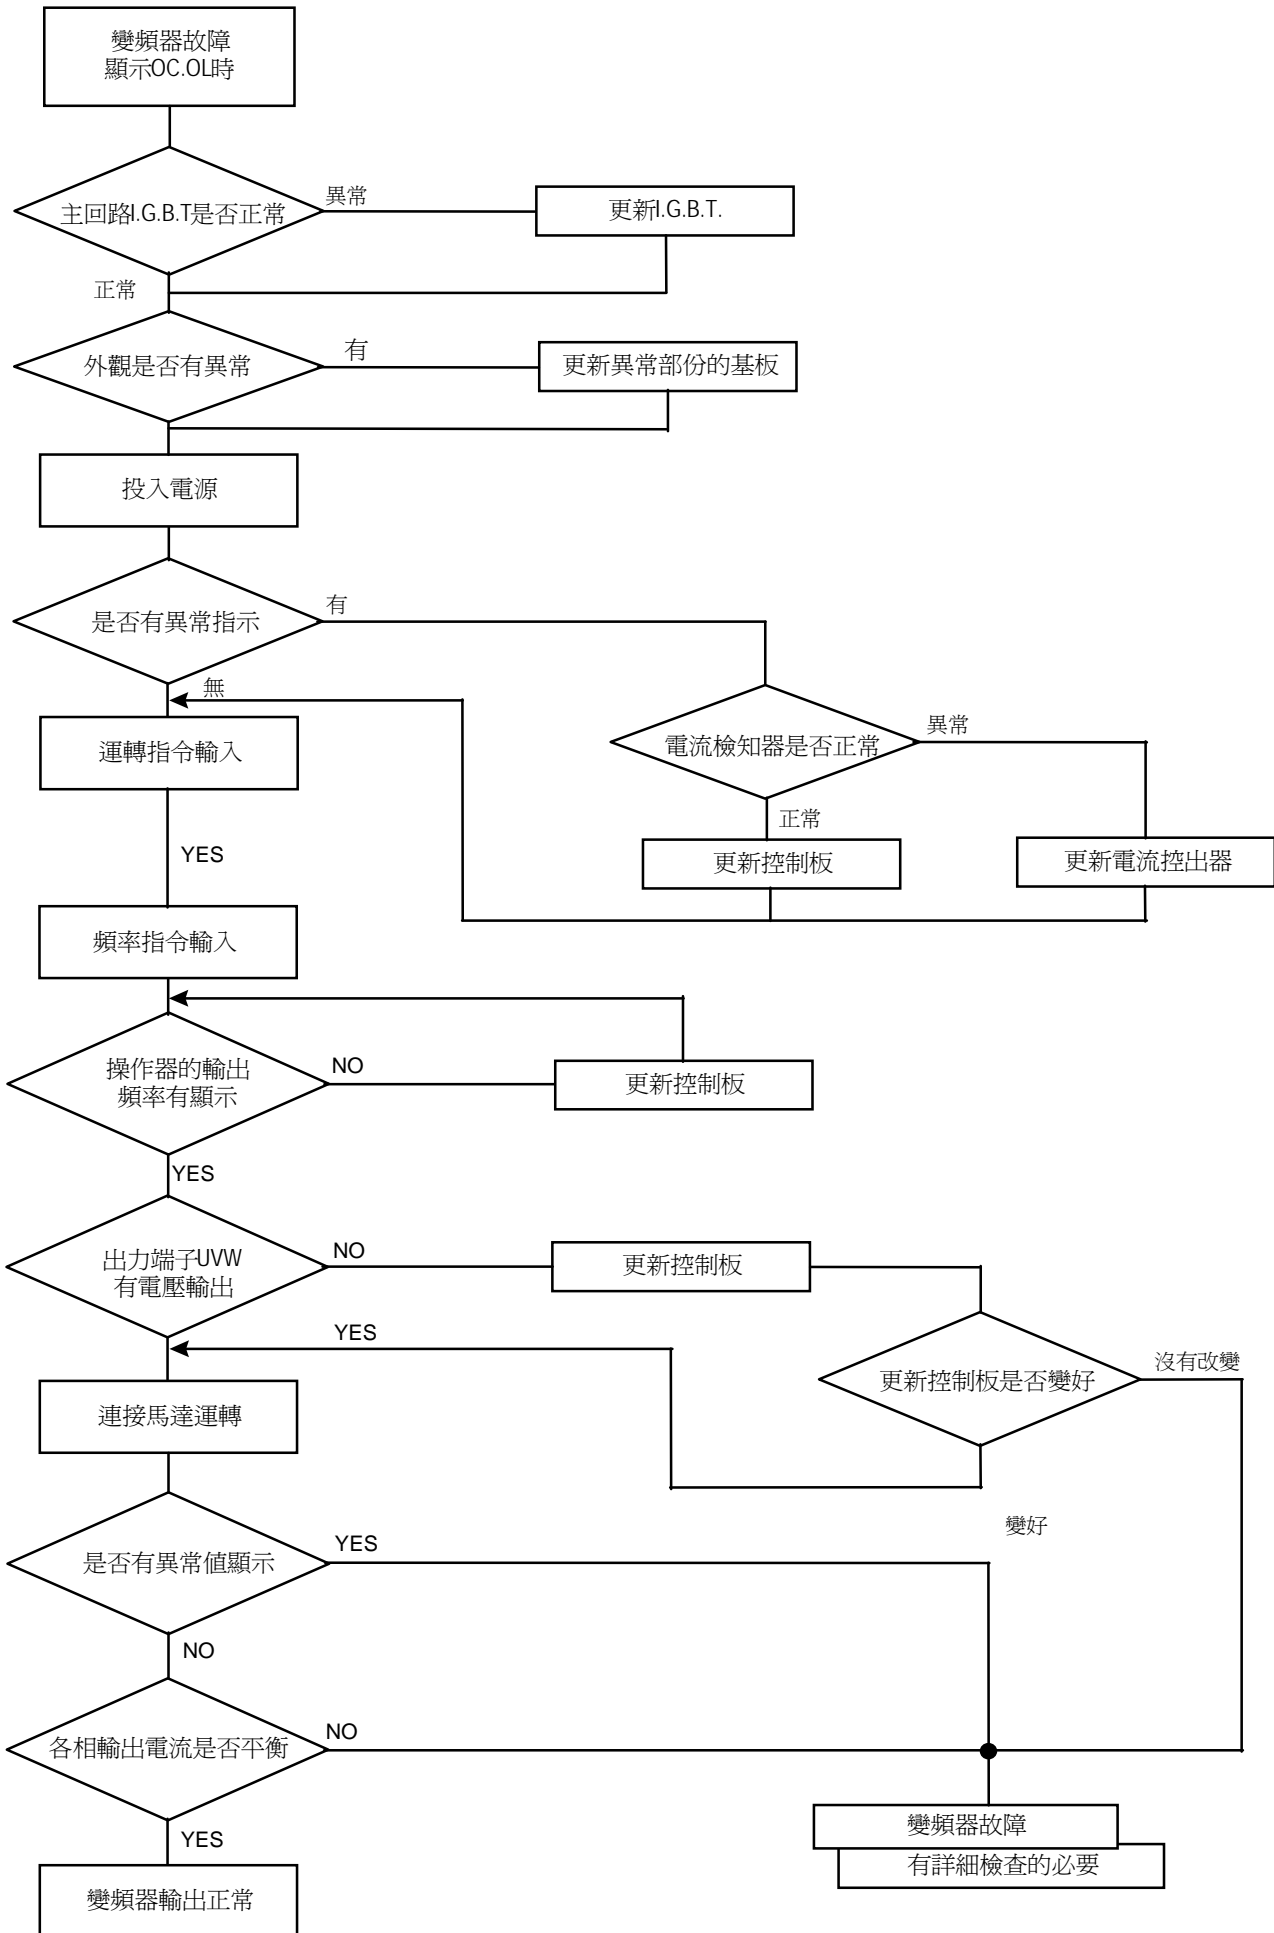 變頻器故障
顯示OC.OL時
主回路I.G.B.T是否正常
異常
更新I.G.B.T.
正常
外觀是否有異常
有
更新異常部份的基板
投入電源
是否有異常指示
有
無
運轉指令輸入
電流檢知器是否正常
異常
正常
更新控制板
更新電流控出器
YES
頻率指令輸入
操作器的輸出
頻率有顯示
NO
更新控制板
YES
出力端子UVW
有電壓輸出
NO
更新控制板
YES
更新控制板是否變好
沒有改變
連接馬達運轉
變好
是否有異常值顯示
YES
NO
各相輸出電流是否平衡
NO
變頻器故障
有詳細檢查的必要
YES
變頻器輸出正常